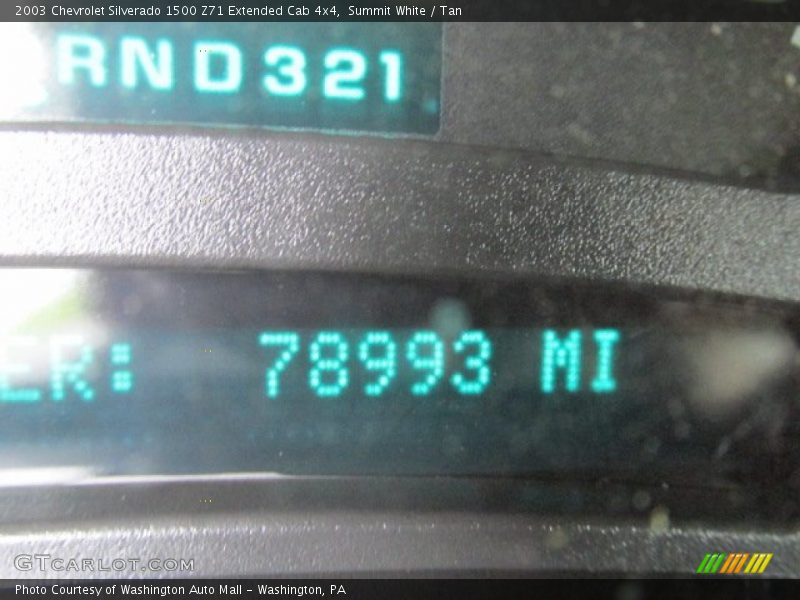 2003 Chevrolet Silverado 1500 Z71 Extended Cab 4x4, Summit White / Tan
RND321
ER: 78993 MI
GTCARLOT.COM
Photo Courtesy of Washington Auto Mall - Washington, PA